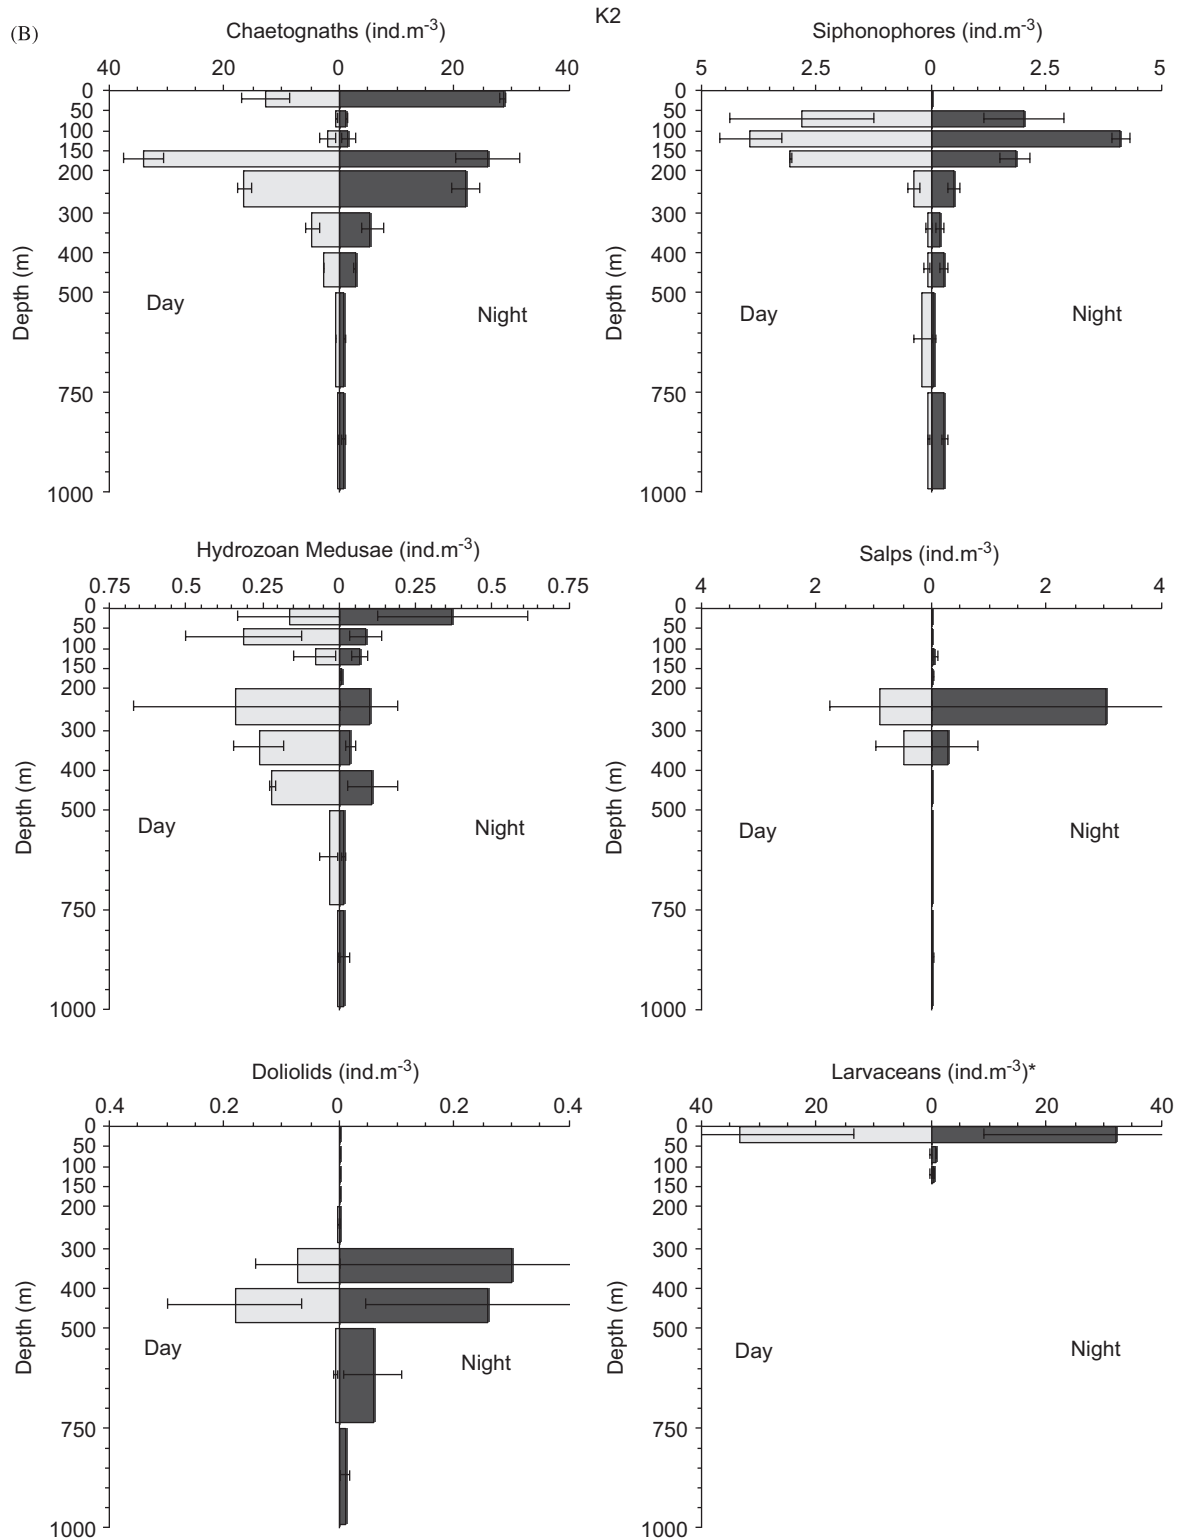 K2
(B)
Chaetognaths (ind.m-3)
40 20 0 20 40
0
50
100
150
200
300
400
500
750
1000
Depth (m)
Day
Night
Siphonophores (ind.m-3)
5 2.5 0 2.5 5
0
50
100
150
200
300
400
500
750
1000
Depth (m)
Day
Night
Hydrozoan Medusae (ind.m-3)
0.75 0.5 0.25 0 0.25 0.5 0.75
0
50
100
150
200
300
400
500
750
1000
Depth (m)
Day
Night
Salps (ind.m-3)
4 2 0 2 4
0
50
100
150
200
300
400
500
750
1000
Depth (m)
Day
Night
Doliolids (ind.m-3)
0.4 0.2 0 0.2 0.4
0
50
100
150
200
300
400
500
750
1000
Depth (m)
Day
Night
Larvaceans (ind.m-3)*
40 20 0 20 40
0
50
100
150
200
300
400
500
750
1000
Depth (m)
Day
Night